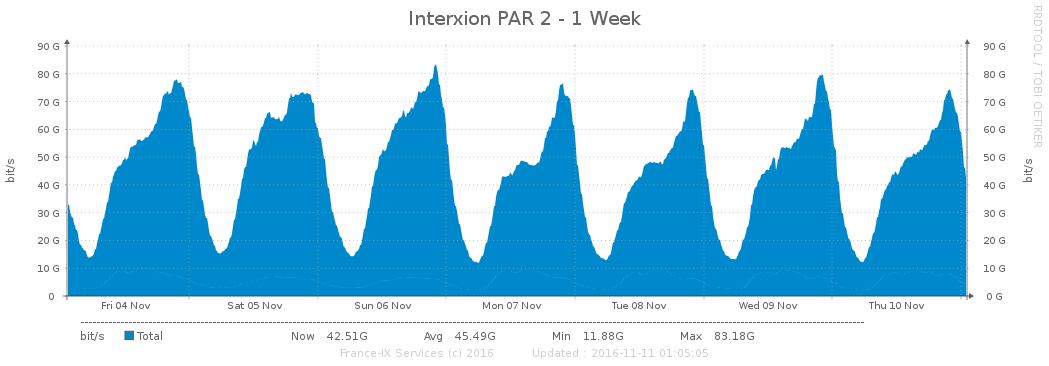 Interxion PAR 2 - 1 Week
RRDTOOL / TOBI OETIKER
90 G 90 G
80 G 80 G
70 G 70 G
60 G 60 G
50 G 50 G
40 G 40 G
30 G 30 G
20 G 20 G
10 G 10 G
0 0 G
bit/s bit/s
Fri 04 Nov Sat 05 Nov Sun 06 Nov Mon 07 Nov Tue 08 Nov Wed 09 Nov Thu 10 Nov
bit/s Total Now 42.51G Avg 45.49G Min 11.88G Max 83.18G
France-IX Services (c) 2016 Updated : 2016-11-11 01:05:05